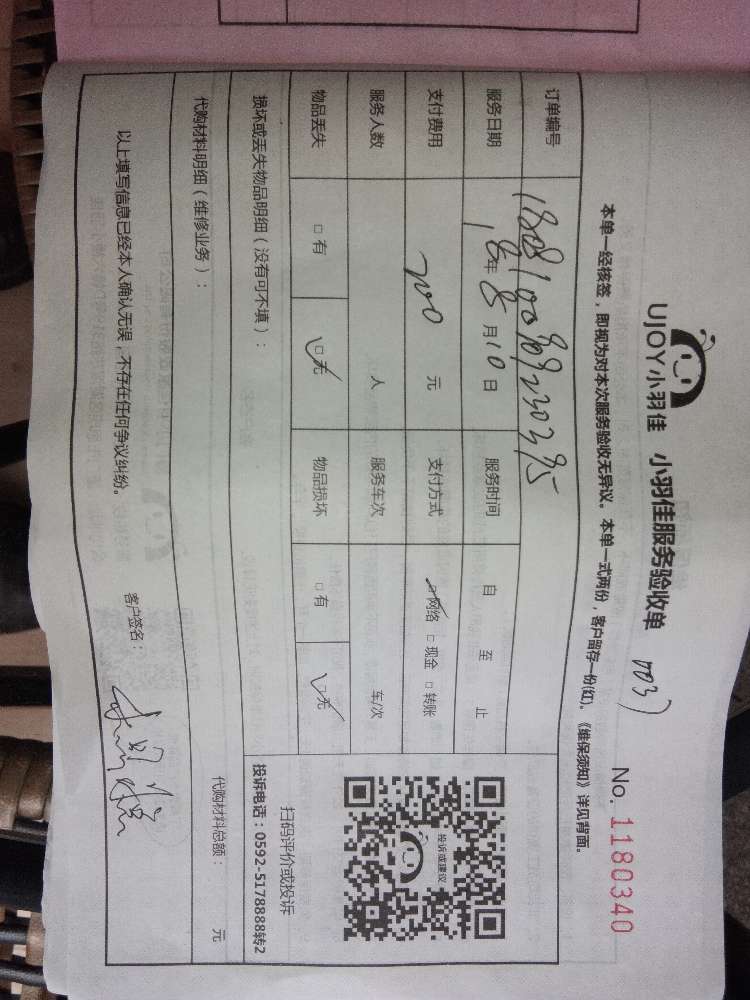 UJOY小羽佳 小羽佳服务验收单 0037
No. 1180340
本单一经核签，即视为对本次服务验收无异议。本单一式两份，客户留存一份(红)。《维保须知》详见背面。
订单编号
服务日期 18年 8月10日 服务时间 自 至 止
支付费用 200 元 支付方式 □网络 □现金 □转账
服务人数 人 服务车次 车/次
物品丢失 □有 □无 物品损坏 □有 □无
投诉或建议
扫码评价或投诉
投诉电话：0592-5178888转2
损坏或丢失物品明细（没有可不填）：
代购材料明细（维修业务）： 代购材料总额： 元
以上填写信息已经本人确认无误，不存在任何争议纠纷。 客户签名：